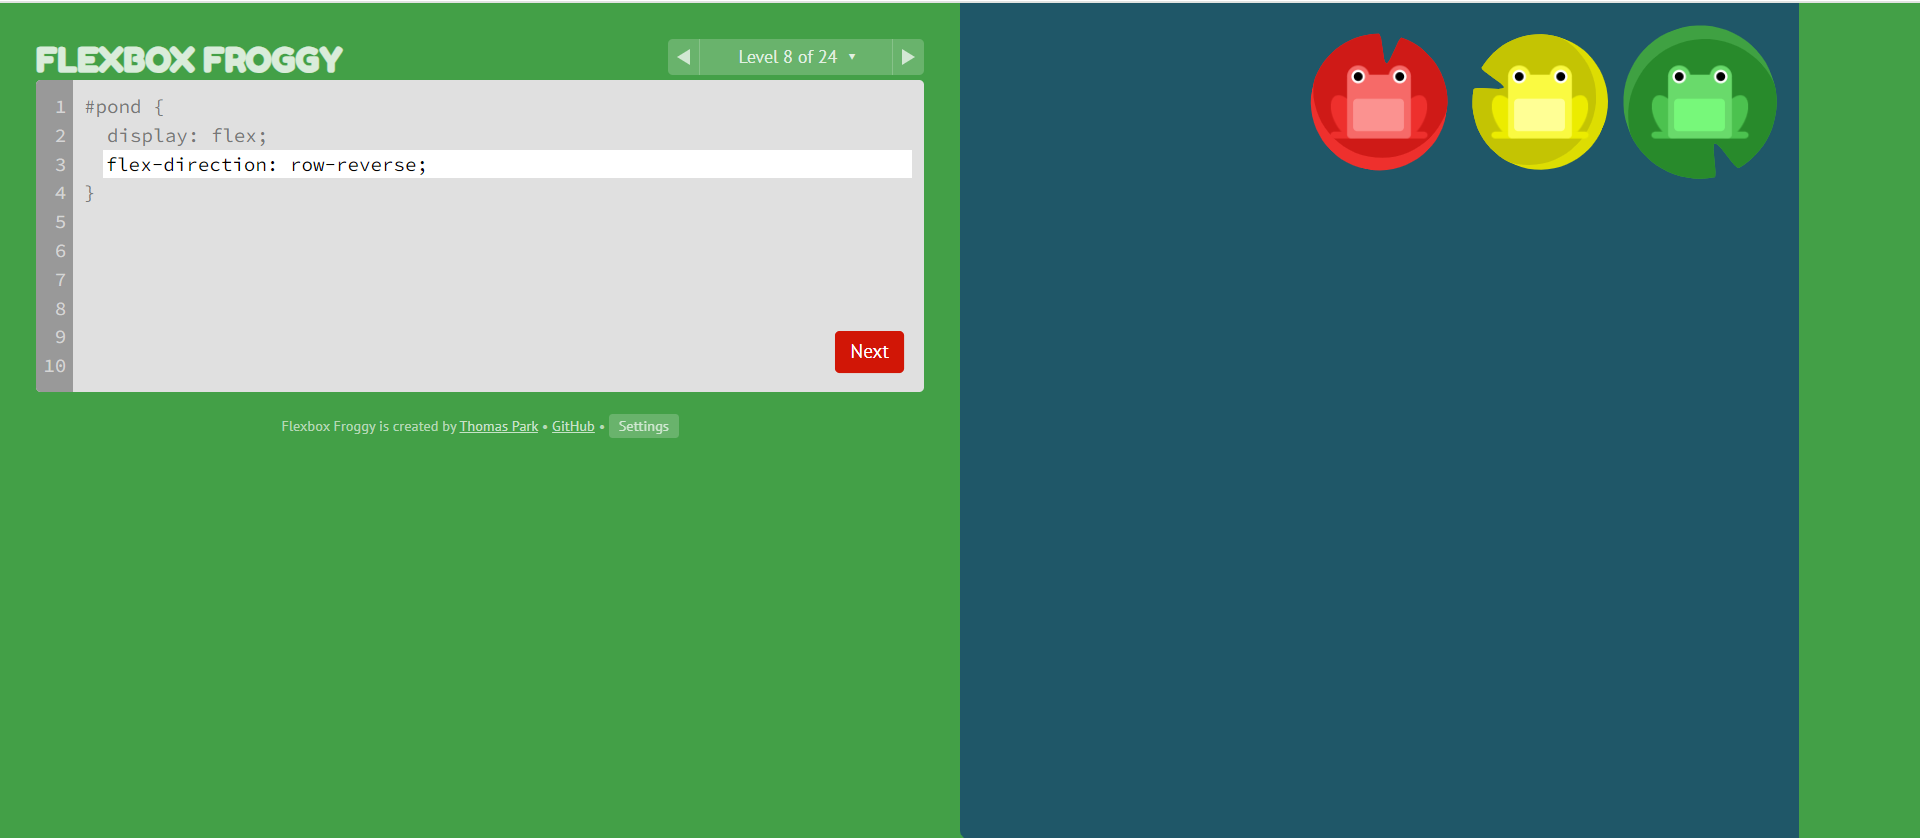 FLEXBOX FROGGY
◀ Level 8 of 24 ▼ ▶
1 #pond {
2 display: flex;
3 flex-direction: row-reverse;
4 }
5
6
7
8
9
10
Next
Flexbox Froggy is created by Thomas Park • GitHub • Settings